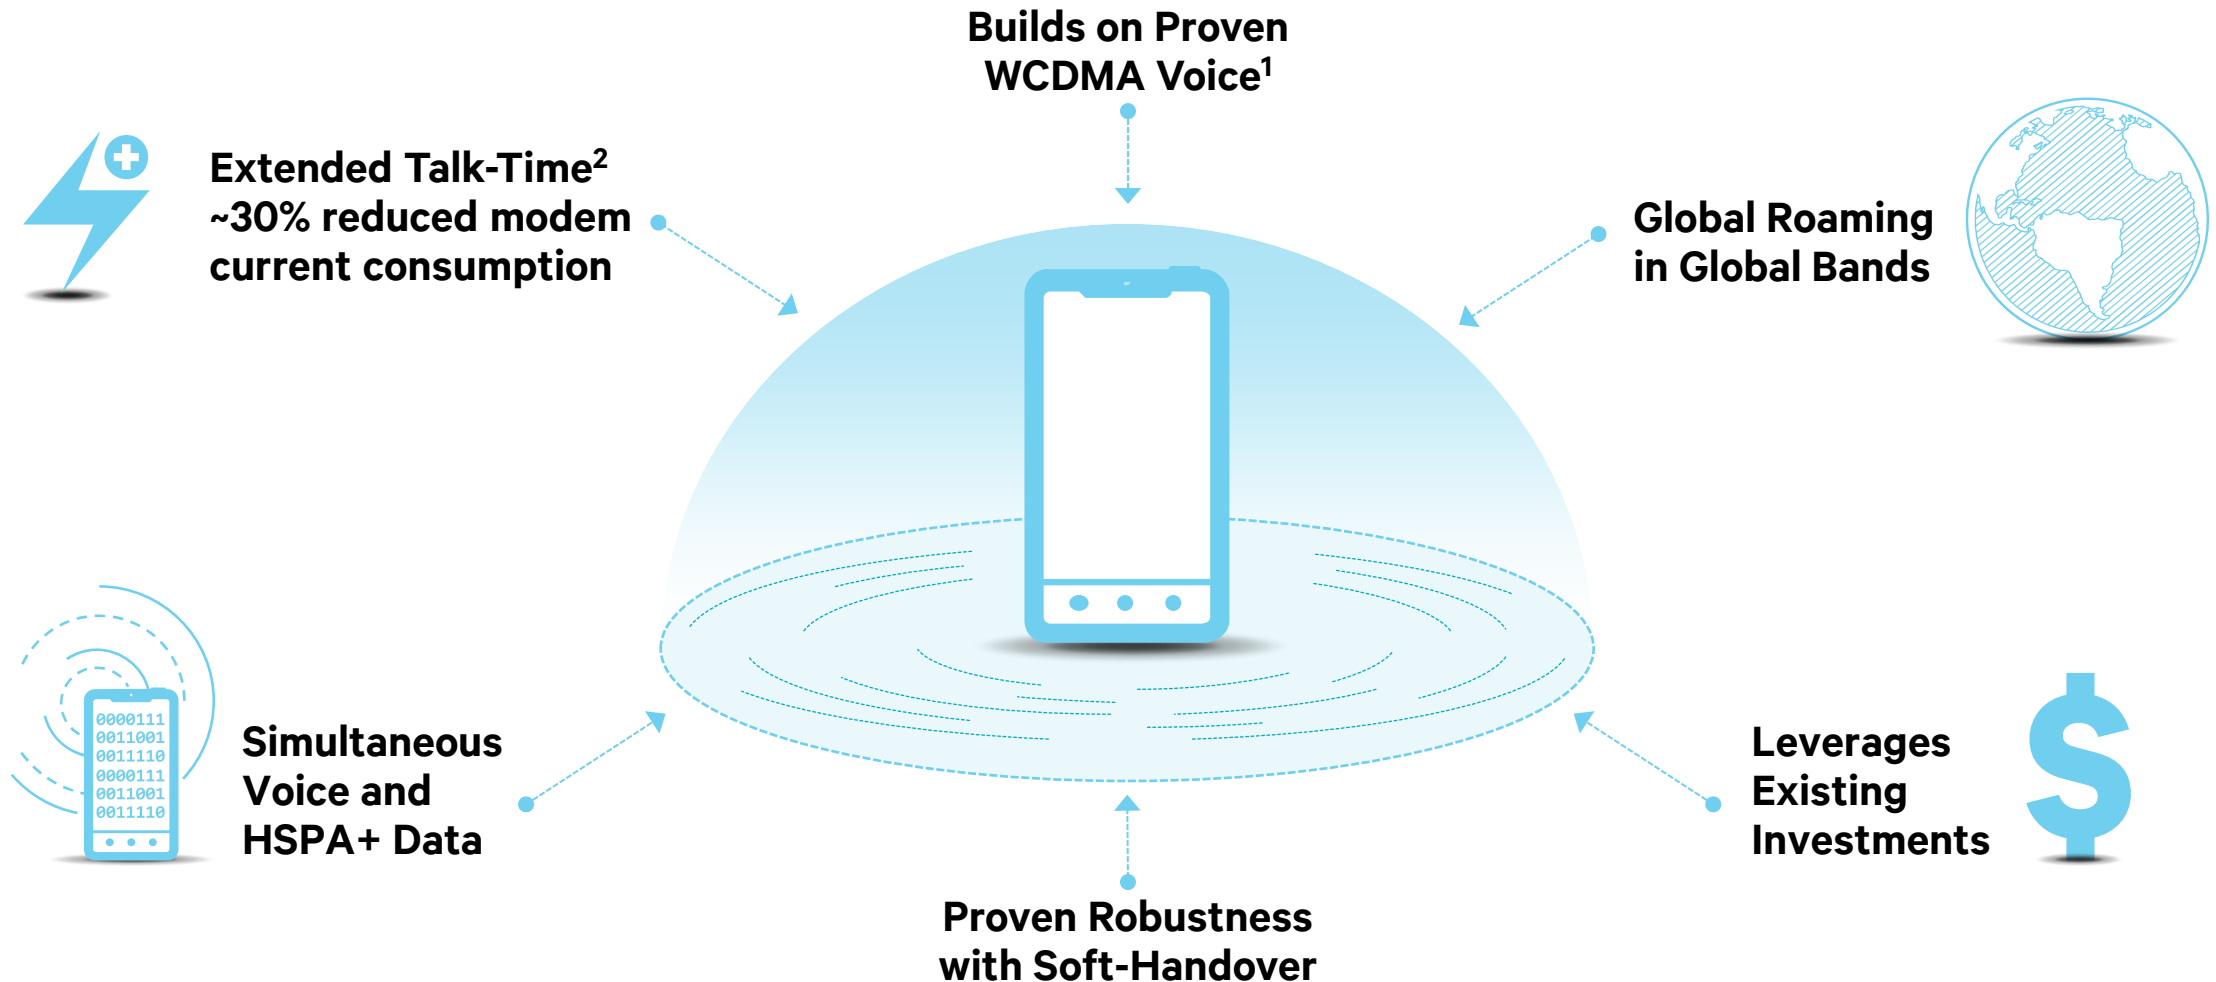 Builds on Proven
WCDMA Voice¹
Extended Talk-Time²
~30% reduced modem
current consumption
Global Roaming
in Global Bands
0000111
0011001
0011110
0000111
0011001
0011110
Simultaneous
Voice and
HSPA+ Data
Leverages
Existing
Investments
$
Proven Robustness
with Soft-Handover